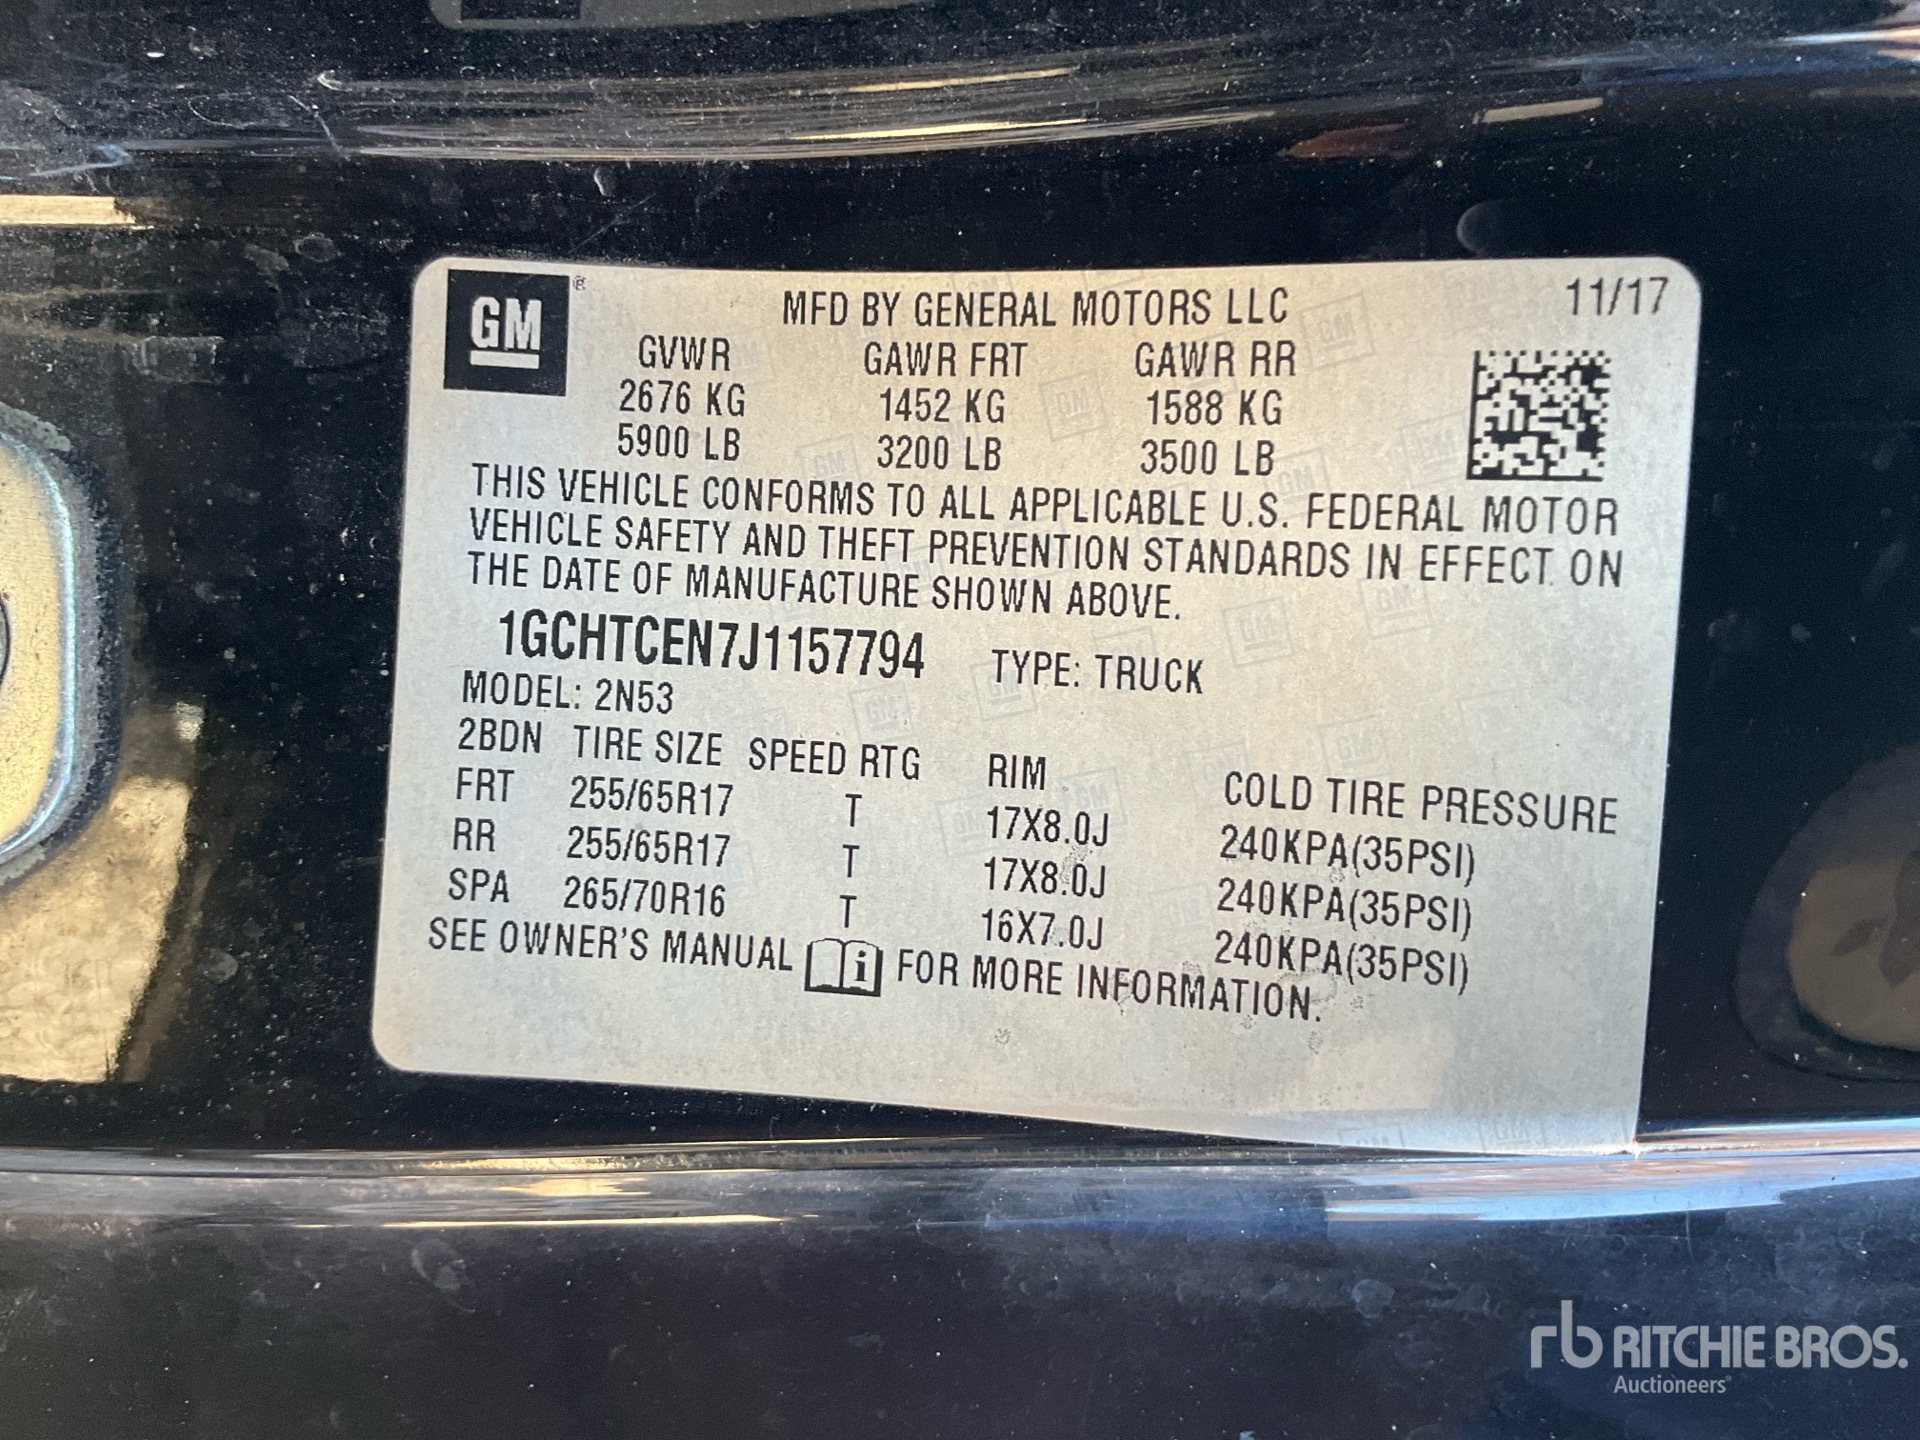 GM ®
MFD BY GENERAL MOTORS LLC 11/17
GVWR GAWR FRT GAWR RR
2676 KG 1452 KG 1588 KG
5900 LB 3200 LB 3500 LB
THIS VEHICLE CONFORMS TO ALL APPLICABLE U.S. FEDERAL MOTOR
VEHICLE SAFETY AND THEFT PREVENTION STANDARDS IN EFFECT ON
THE DATE OF MANUFACTURE SHOWN ABOVE.
1GCHTCEN7J1157794 TYPE: TRUCK
MODEL: 2N53
2BDN TIRE SIZE SPEED RTG RIM COLD TIRE PRESSURE
FRT 255/65R17 T 17X8.0J 240KPA(35PSI)
RR 255/65R17 T 17X8.0J 240KPA(35PSI)
SPA 265/70R16 T 16X7.0J 240KPA(35PSI)
SEE OWNER'S MANUAL i FOR MORE INFORMATION.
rb RITCHIE BROS.
Auctioneers®